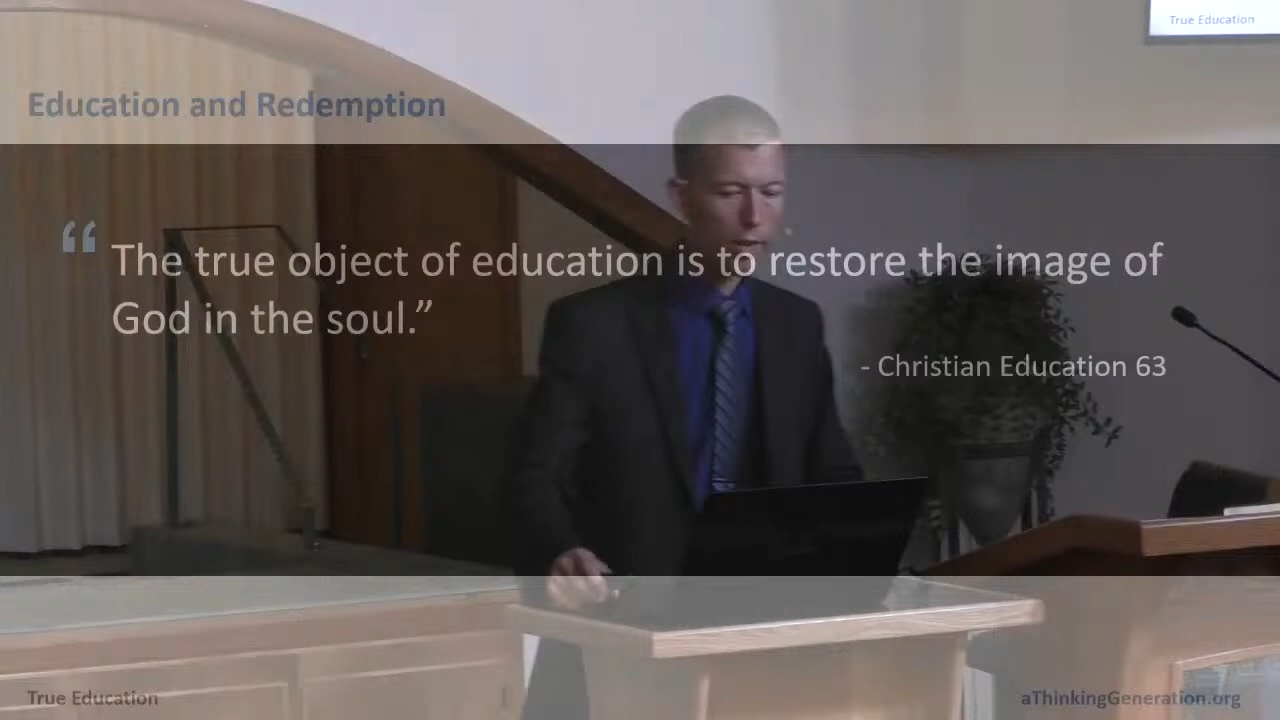 True Education
Education and Redemption
“The true object of education is to restore the image of
God in the soul.”
- Christian Education 63
True Education
aThinkingGeneration.org